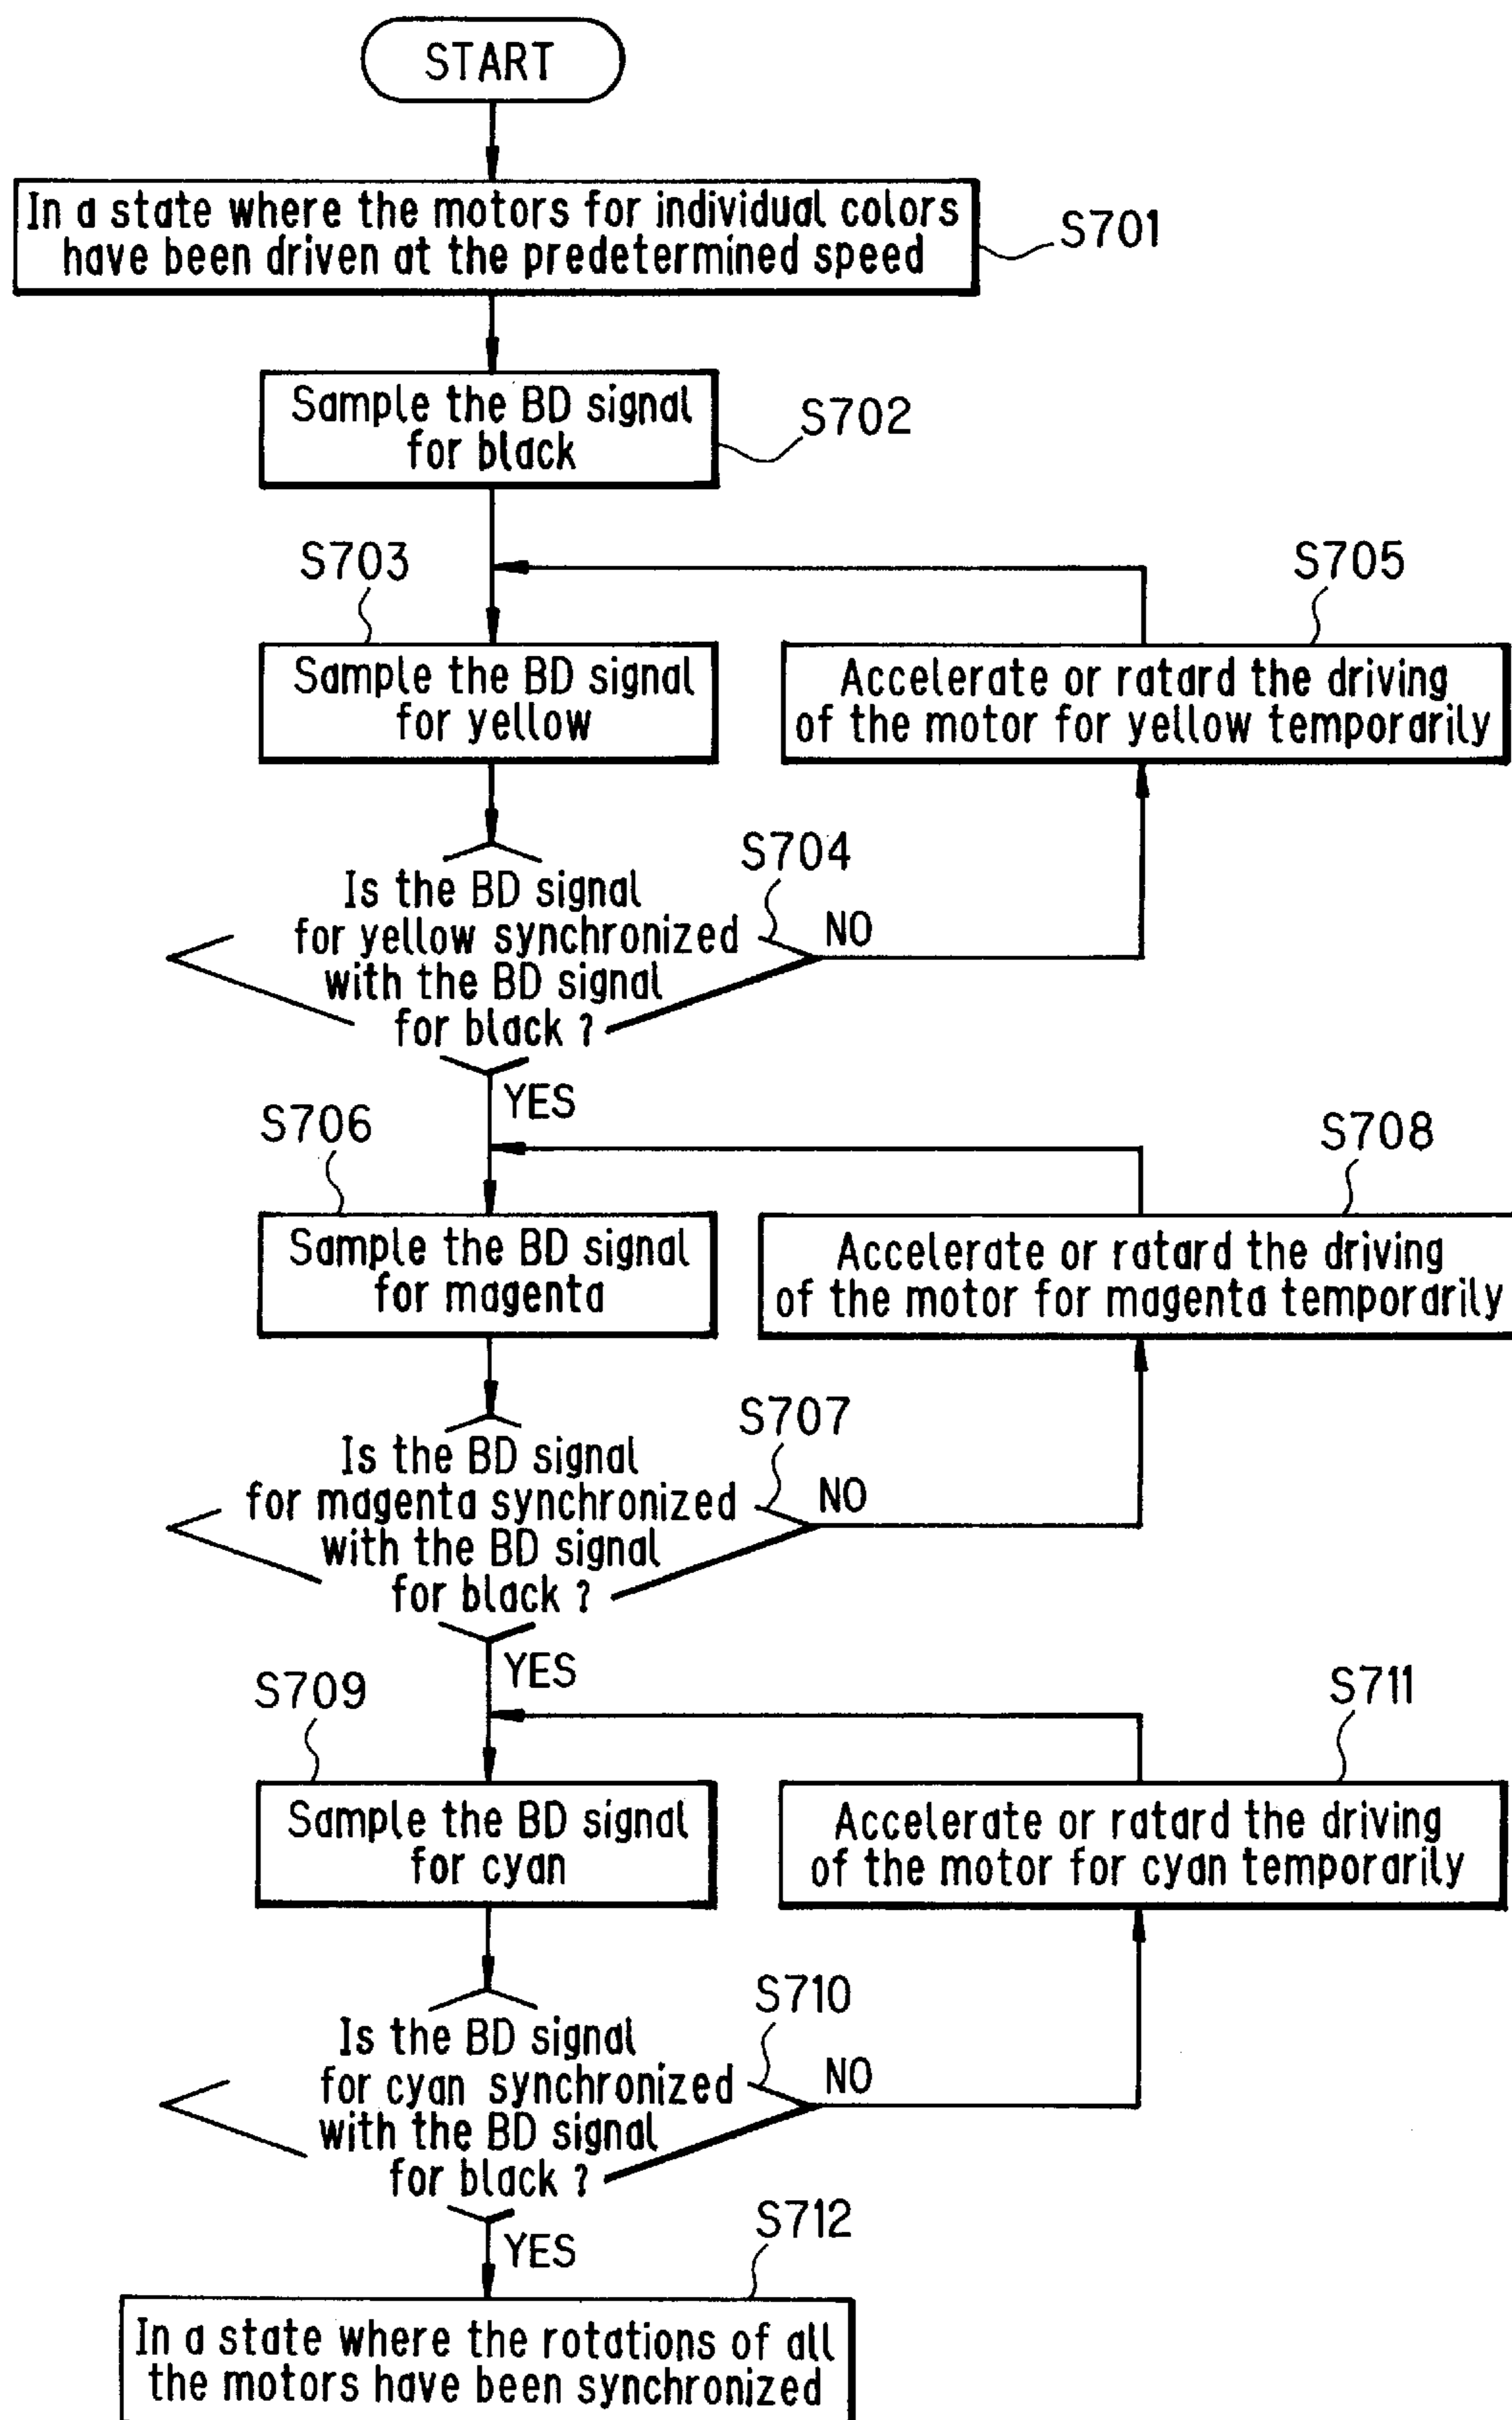 START
In a state where the motors for individual colors
have been driven at the predetermined speed
S701
Sample the BD signal
for black
S702
S703
Sample the BD signal
for yellow
S705
Accelerate or ratard the driving
of the motor for yellow temporarily
S704
Is the BD signal
for yellow synchronized
with the BD signal
for black ?
NO
YES
S706
Sample the BD signal
for magenta
S708
Accelerate or ratard the driving
of the motor for magenta temporarily
S707
Is the BD signal
for magenta synchronized
with the BD signal
for black ?
NO
YES
S709
Sample the BD signal
for cyan
S711
Accelerate or ratard the driving
of the motor for cyan temporarily
S710
Is the BD signal
for cyan synchronized
with the BD signal
for black ?
NO
YES
S712
In a state where the rotations of all
the motors have been synchronized